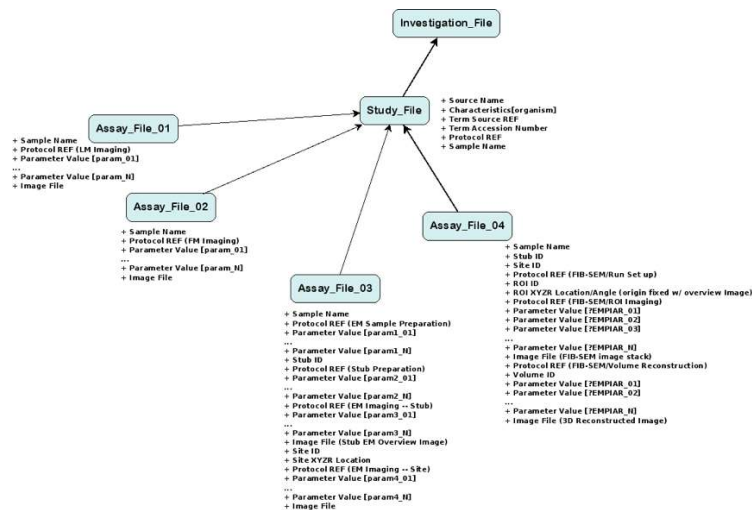 Investigation_File
Study_File
+ Source Name
+ Characteristics[organism]
+ Term Source REF
+ Term Accession Number
+ Protocol REF
+ Sample Name
Assay_File_01
+ Sample Name
+ Protocol REF (LM Imaging)
+ Parameter Value [param_01]
...
+ Parameter Value [param_N]
+ Image File
Assay_File_02
+ Sample Name
+ Protocol REF (FM Imaging)
+ Parameter Value [param_01]
...
+ Parameter Value [param_N]
+ Image File
Assay_File_03
+ Sample Name
+ Protocol REF (EM Sample Preparation)
+ Parameter Value [param1_01]
...
+ Parameter Value [param1_N]
+ Stub ID
+ Protocol REF (Stub Preparation)
+ Parameter Value [param2_01]
...
+ Parameter Value [param2_N]
+ Protocol REF (EM Imaging -- Stub)
+ Parameter Value [param3_01]
...
+ Parameter Value [param3_N]
+ Image File (Stub EM Overview Image)
+ Site ID
+ Site XYZR Location
+ Protocol REF (EM Imaging -- Site)
+ Parameter Value [param4_01]
...
+ Parameter Value [param4_N]
+ Image File
Assay_File_04
+ Sample Name
+ Stub ID
+ Site ID
+ Protocol REF (FIB-SEM/Run Set up)
+ ROI ID
+ ROI XYZR Location/Angle (origin fixed w/ overview Image)
+ Protocol REF (FIB-SEM/ROI Imaging)
+ Parameter Value [?EMPIAR_01]
+ Parameter Value [?EMPIAR_02]
+ Parameter Value [?EMPIAR_03]
...
+ Parameter Value [?EMPIAR_N]
+ Image File (FIB-SEM image stack)
+ Protocol REF (FIB-SEM/Volume Reconstruction)
+ Volume ID
+ Parameter Value [?EMPIAR_01]
+ Parameter Value [?EMPIAR_02]
...
+ Parameter Value [?EMPIAR_N]
+ Image File (3D Reconstructed Image)